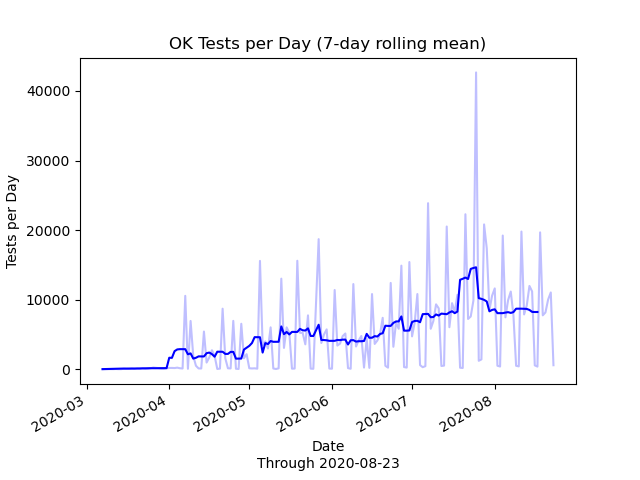 OK Tests per Day (7-day rolling mean)
Tests per Day
40000
30000
20000
10000
0
2020-03
2020-04
2020-05
2020-06
2020-07
2020-08
Date
Through 2020-08-23